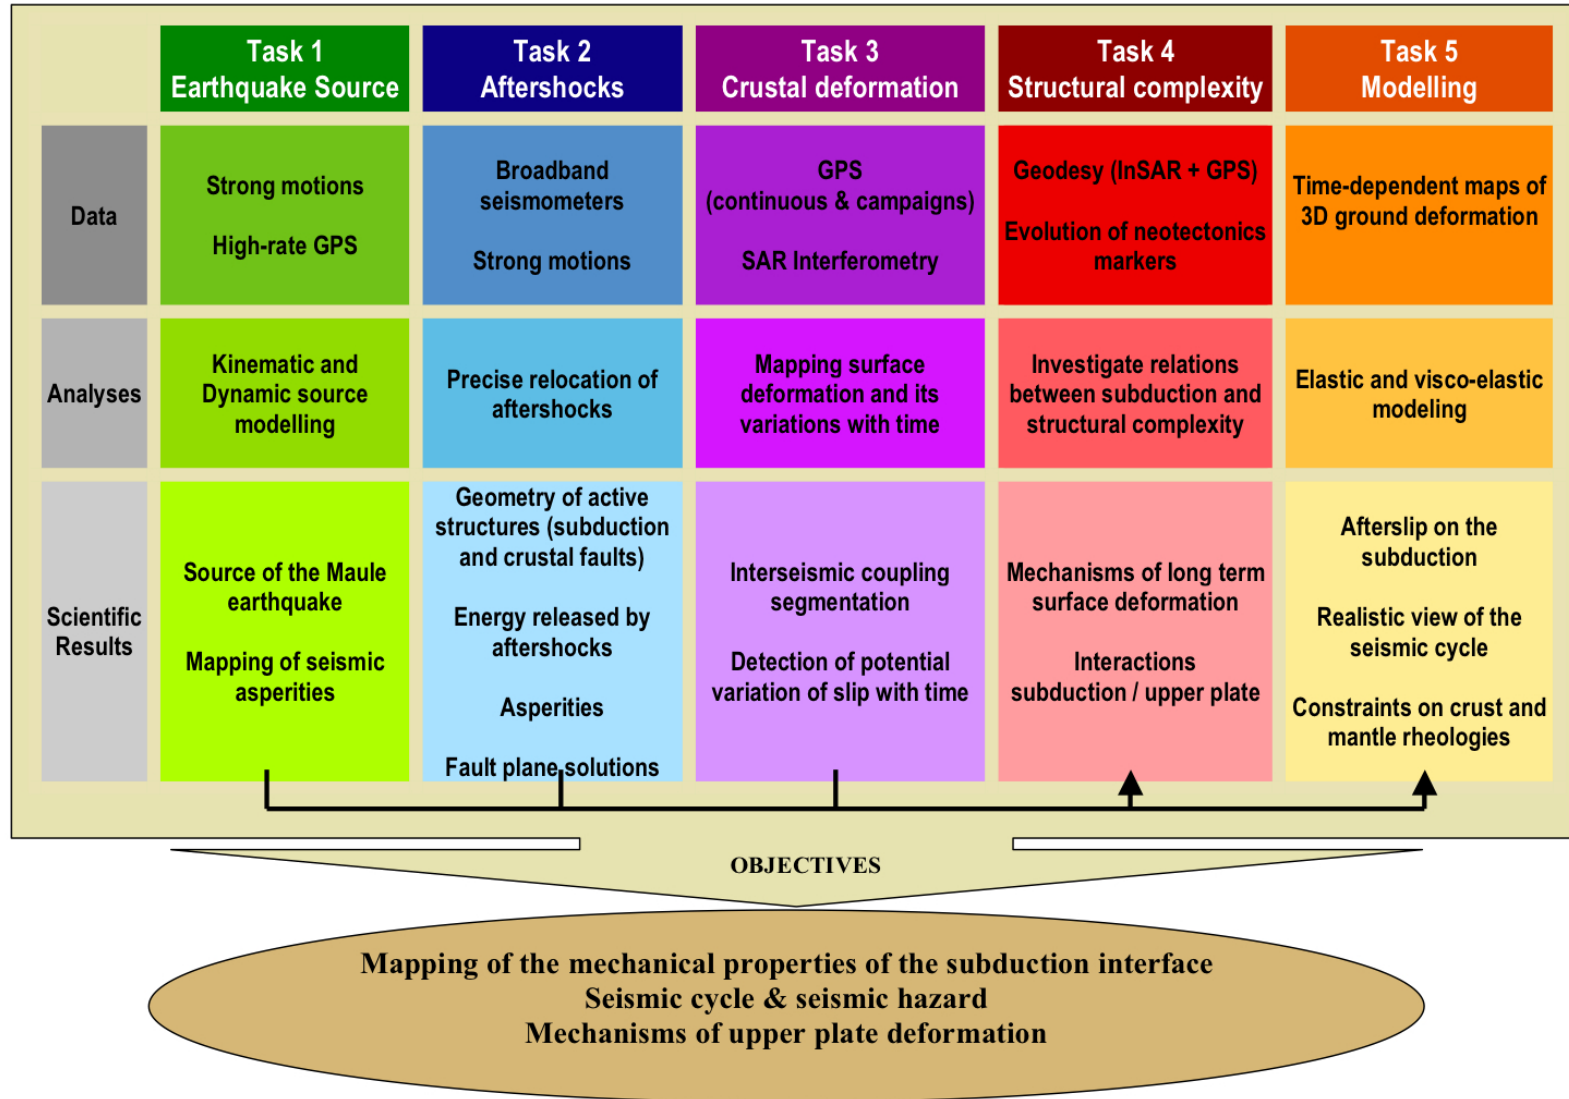 Task 1
Earthquake Source
Task 2
Aftershocks
Task 3
Crustal deformation
Task 4
Structural complexity
Task 5
Modelling
Data
Strong motions
High-rate GPS
Broadband
seismometers
Strong motions
GPS
(continuous & campaigns)
SAR Interferometry
Geodesy (InSAR + GPS)
Evolution of neotectonics
markers
Time-dependent maps of
3D ground deformation
Analyses
Kinematic and
Dynamic source
modelling
Precise relocation of
aftershocks
Mapping surface
deformation and its
variations with time
Investigate relations
between subduction and
structural complexity
Elastic and visco-elastic
modeling
Scientific
Results
Source of the Maule
earthquake
Mapping of seismic
asperities
Geometry of active
structures (subduction
and crustal faults)
Energy released by
aftershocks
Asperities
Fault plane solutions
Interseismic coupling
segmentation
Detection of potential
variation of slip with time
Mechanisms of long term
surface deformation
Interactions
subduction / upper plate
Afterslip on the
subduction
Realistic view of the
seismic cycle
Constraints on crust and
mantle rheologies
OBJECTIVES
Mapping of the mechanical properties of the subduction interface
Seismic cycle & seismic hazard
Mechanisms of upper plate deformation